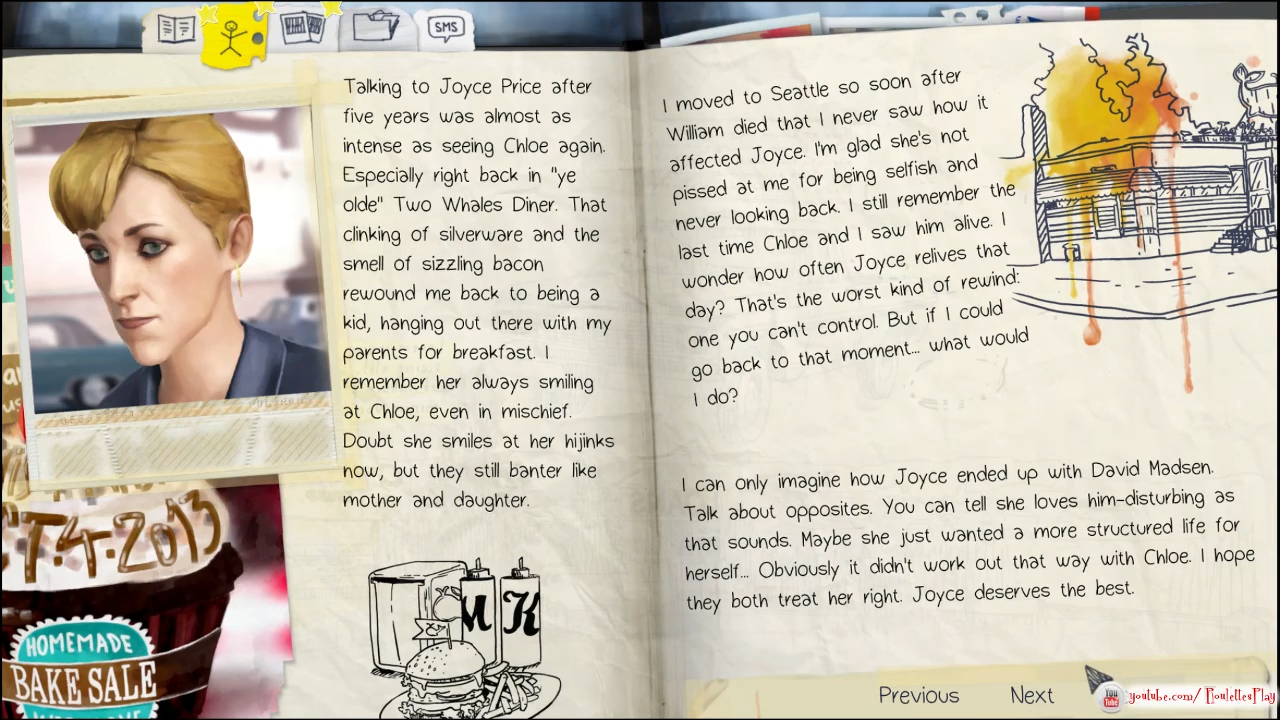 SMS
Talking to Joyce Price after
five years was almost as
intense as seeing Chloe again.
Especially right back in "ye
olde" Two Whales Diner. That
clinking of silverware and the
smell of sizzling bacon
rewound me back to being a
kid, hanging out there with my
parents for breakfast. I
remember her always smiling
at Chloe, even in mischief.
Doubt she smiles at her hijinks
now, but they still banter like
mother and daughter.
M K
T.4.2013
HOMEMADE
BAKE SALE
I moved to Seattle so soon after
William died that I never saw how it
affected Joyce. I'm glad she's not
pissed at me for being selfish and
never looking back. I still remember the
last time Chloe and I saw him alive. I
wonder how often Joyce relives that
day? That's the worst kind of rewind:
one you can't control. But if I could
go back to that moment... what would
I do?
I can only imagine how Joyce ended up with David Madsen.
Talk about opposites. You can tell she loves him-disturbing as
that sounds. Maybe she just wanted a more structured life for
herself... Obviously it didn't work out that way with Chloe. I hope
they both treat her right. Joyce deserves the best.
Previous Next
You Tube youtube.com/RoulettesPlay